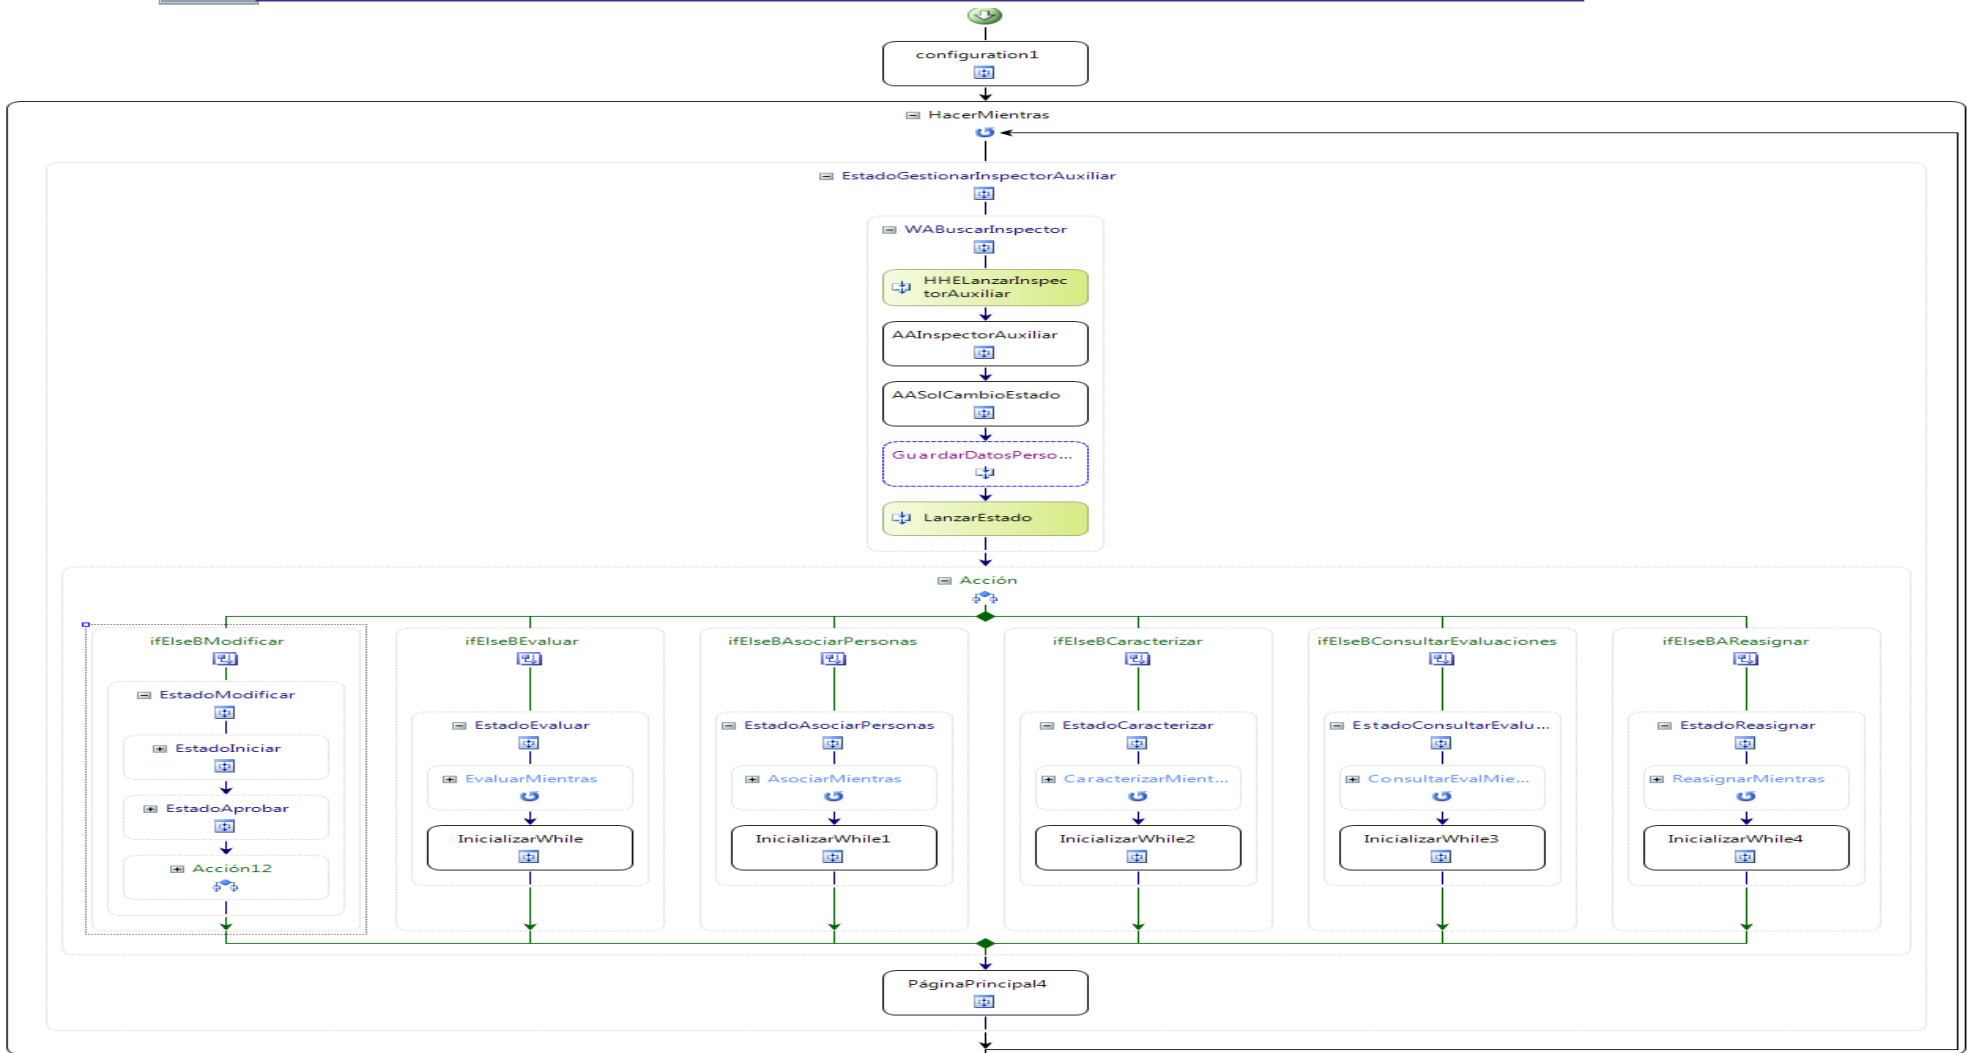 configuration1
HacerMientras
EstadoGestionarInspectorAuxiliar
WABuscarInspector
HHELanzarInspec
torAuxiliar
AAInspectorAuxiliar
AASolCambioEstado
GuardarDatosPerso...
LanzarEstado
Acción
ifElseBModificar
ifElseBEvaluar
ifElseBAsociarPersonas
ifElseBCaracterizar
ifElseBConsultarEvaluaciones
ifElseBAReasignar
EstadoModificar
EstadoEvaluar
EstadoAsociarPersonas
EstadoCaracterizar
EstadoConsultarEvalu...
EstadoReasignar
EstadoIniciar
EvaluarMientras
AsociarMientras
CaracterizarMient...
ConsultarEvalMie...
ReasignarMientras
EstadoAprobar
InicializarWhile
InicializarWhile1
InicializarWhile2
InicializarWhile3
InicializarWhile4
Acción12
PáginaPrincipal4